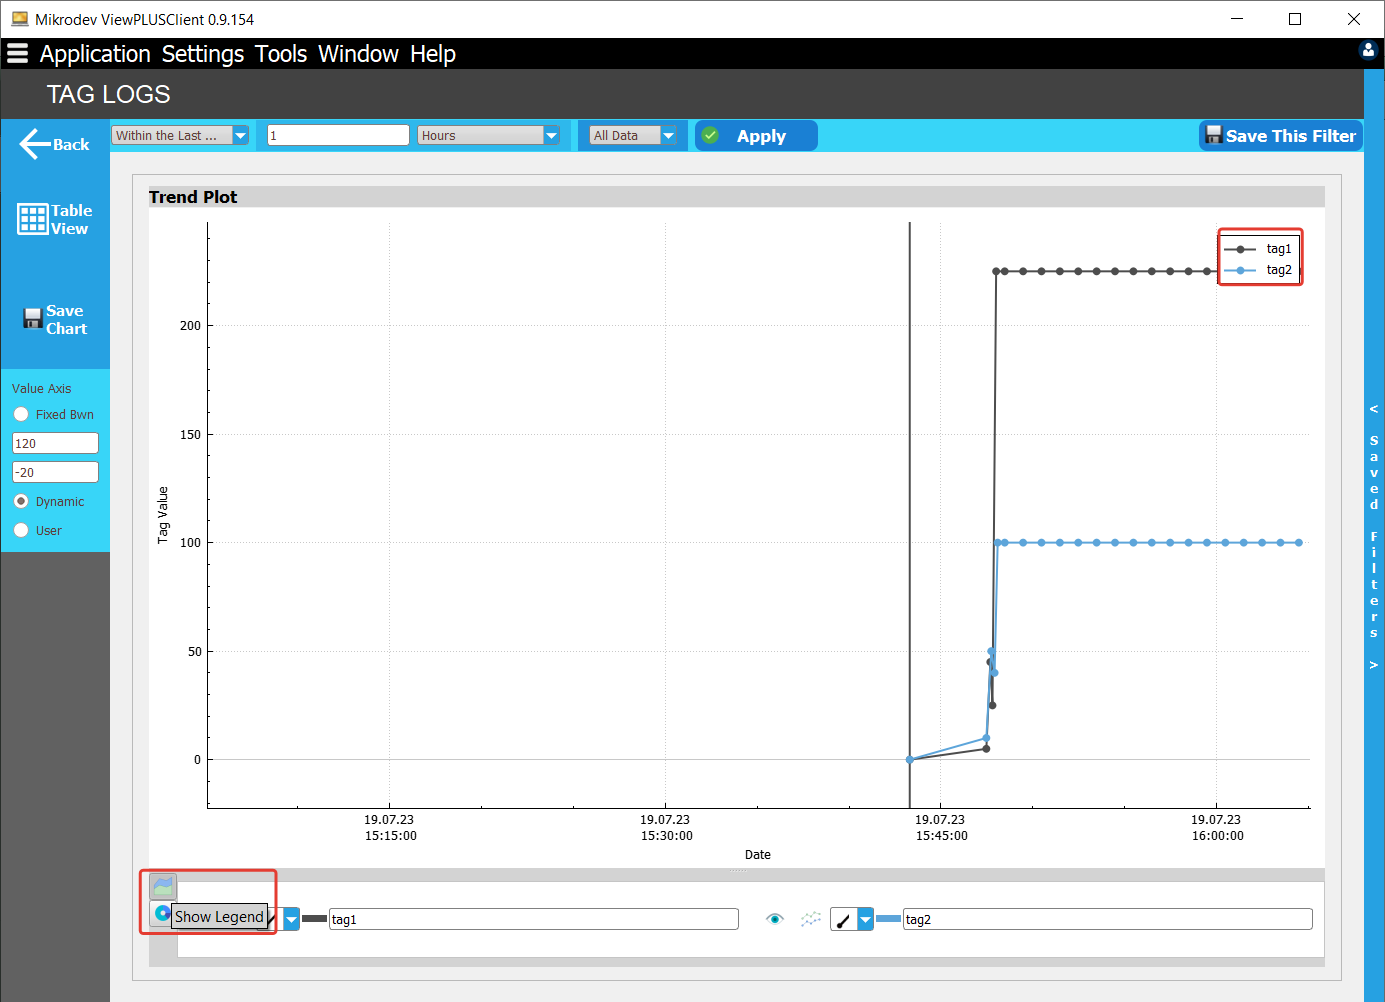 Mikrodev ViewPLUSClient 0.9.154
Application Settings Tools Window Help
TAG LOGS
Back
Within the Last ...
1
Hours
All Data
Apply
Save This Filter
Table
View
Save
Chart
Value Axis
Fixed Bwn
120
-20
Dynamic
User
Trend Plot
tag1
tag2
200
150
100
50
0
Tag Value
19.07.23
15:15:00
19.07.23
15:30:00
19.07.23
15:45:00
19.07.23
16:00:00
Date
Show Legend
tag1
tag2
< Saved Filters >